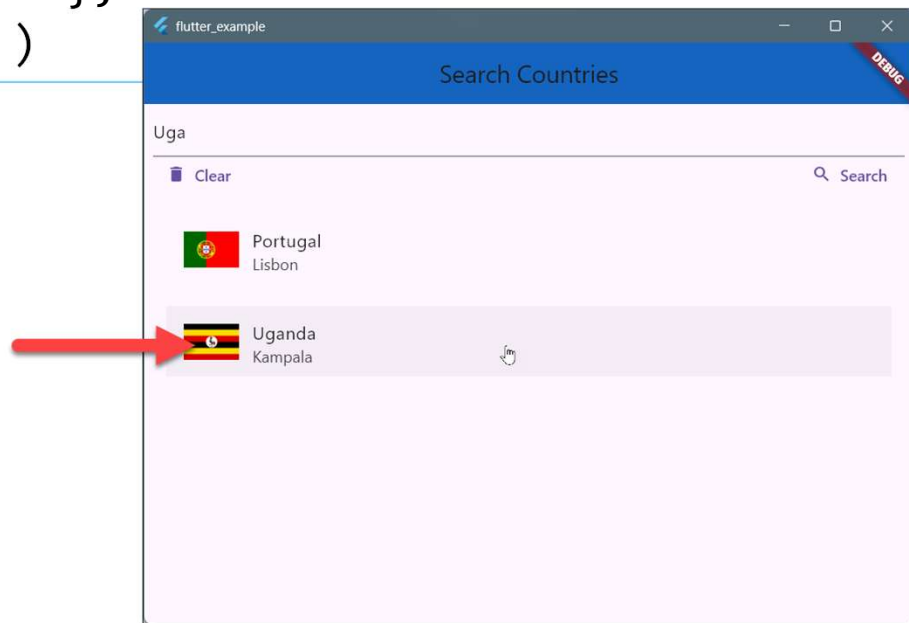 )
flutter_example
DEBUG
Search Countries
Uga
Clear
Search
Portugal
Lisbon
Uganda
Kampala